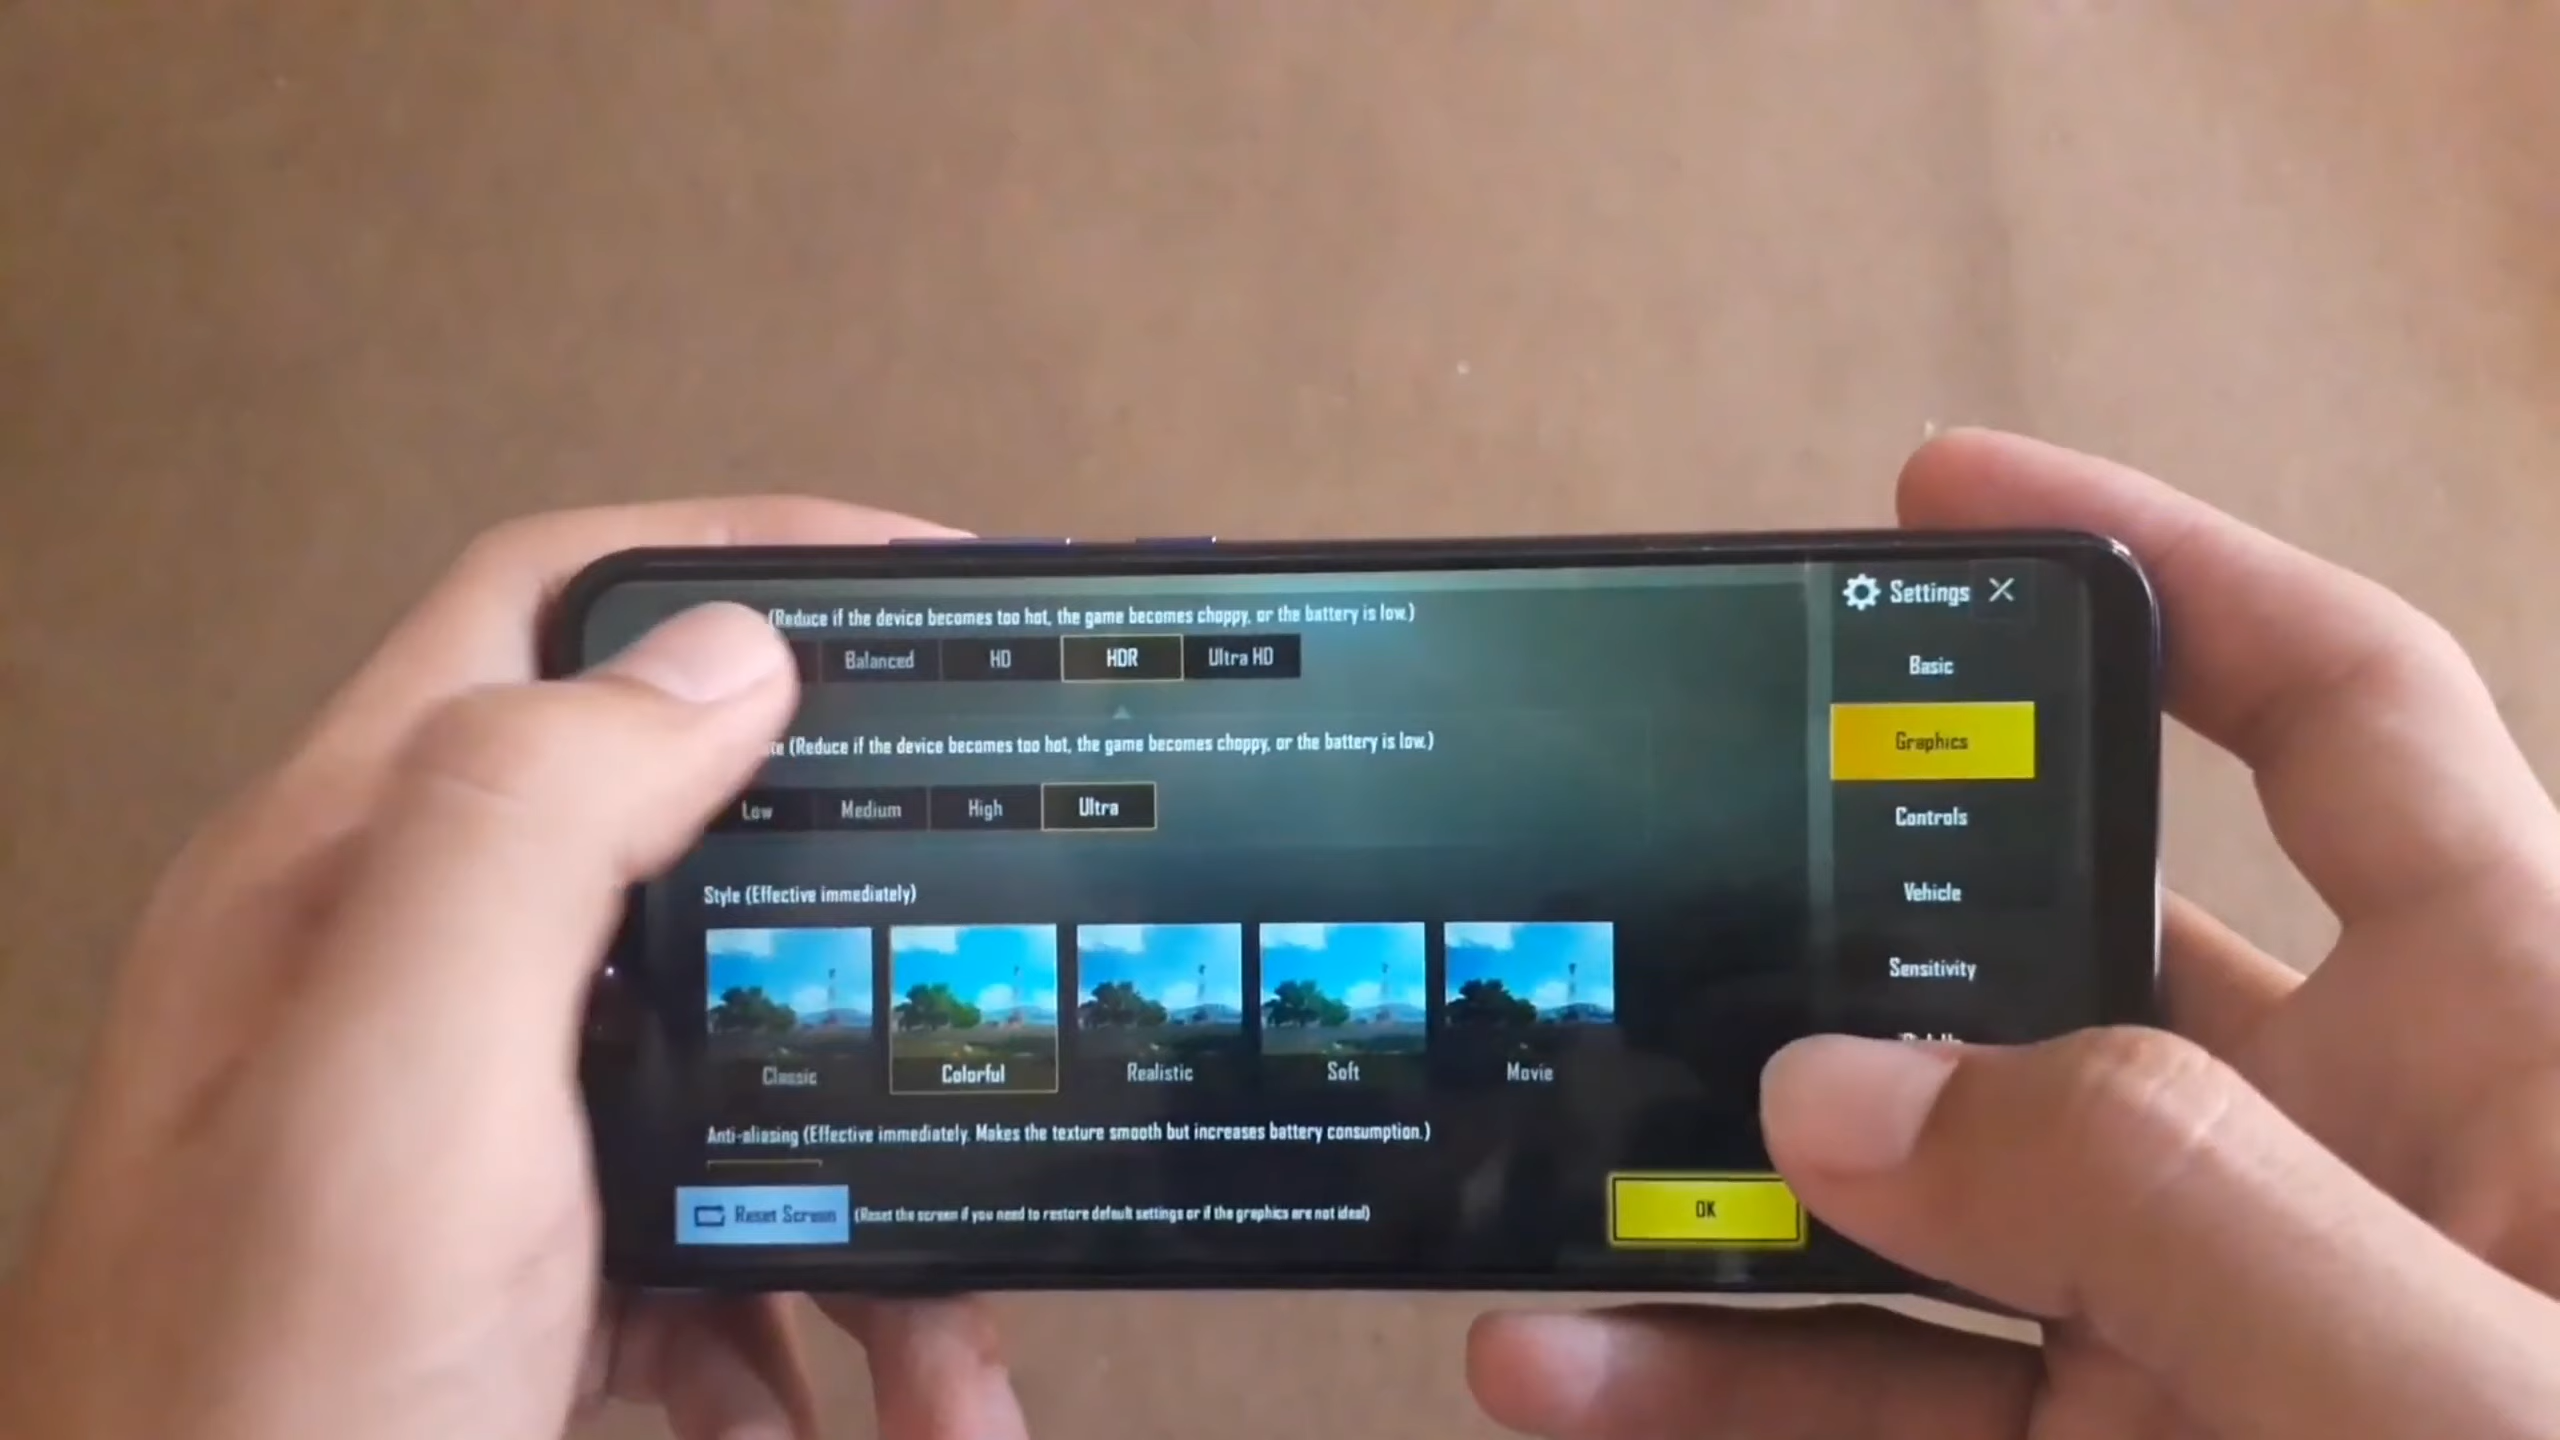 (Reduce if the device becomes too hot, the game becomes choppy, or the battery is low.)
Balanced HD HDR Ultra HD
(Reduce if the device becomes too hot, the game becomes choppy, or the battery is low.)
Low Medium High Ultra
Style (Effective immediately)
Classic Colorful Realistic Soft Movie
Anti-aliasing (Effective immediately. Makes the texture smooth but increases battery consumption.)
Reset Screen (Reset the screen if you need to restore default settings or if the graphics are not ideal)
OK
Settings X
Basic
Graphics
Controls
Vehicle
Sensitivity